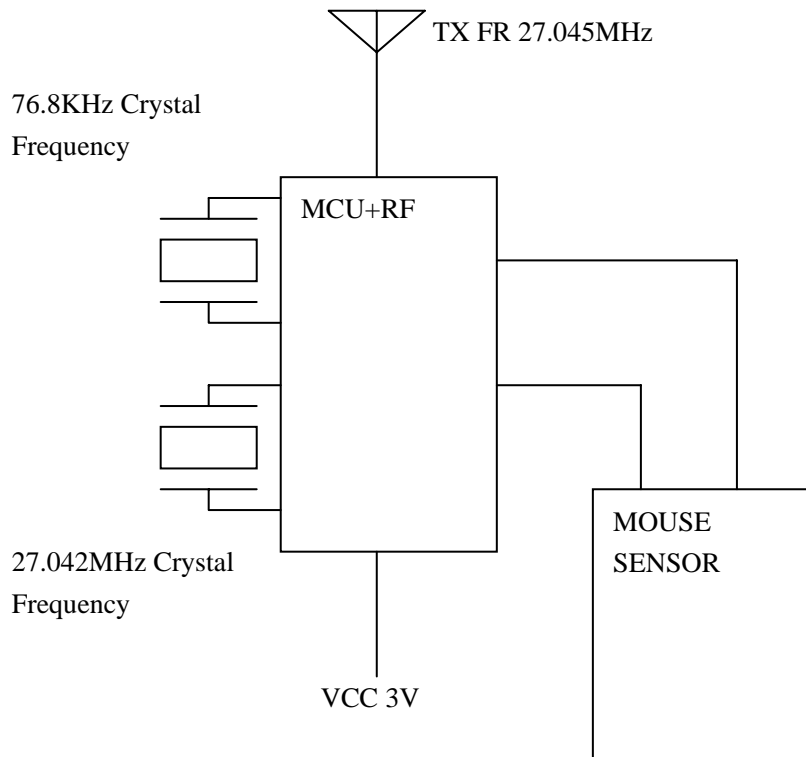 TX FR 27.045MHz
76.8KHz Crystal
Frequency
MCU+RF
MOUSE
SENSOR
27.042MHz Crystal
Frequency
VCC 3V